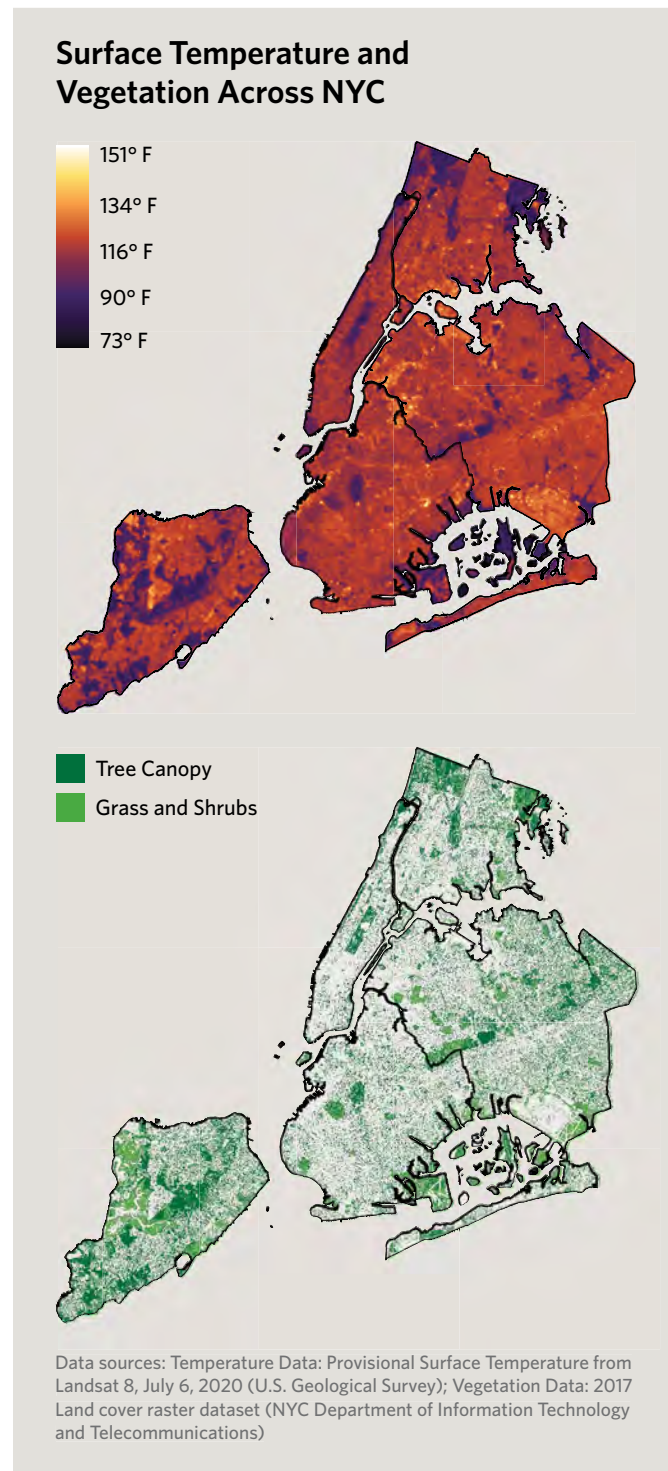 Surface Temperature and
Vegetation Across NYC
151° F
134° F
116° F
90° F
73° F
Tree Canopy
Grass and Shrubs
Data sources: Temperature Data: Provisional Surface Temperature from
Landsat 8, July 6, 2020 (U.S. Geological Survey); Vegetation Data: 2017
Land cover raster dataset (NYC Department of Information Technology
and Telecommunications)